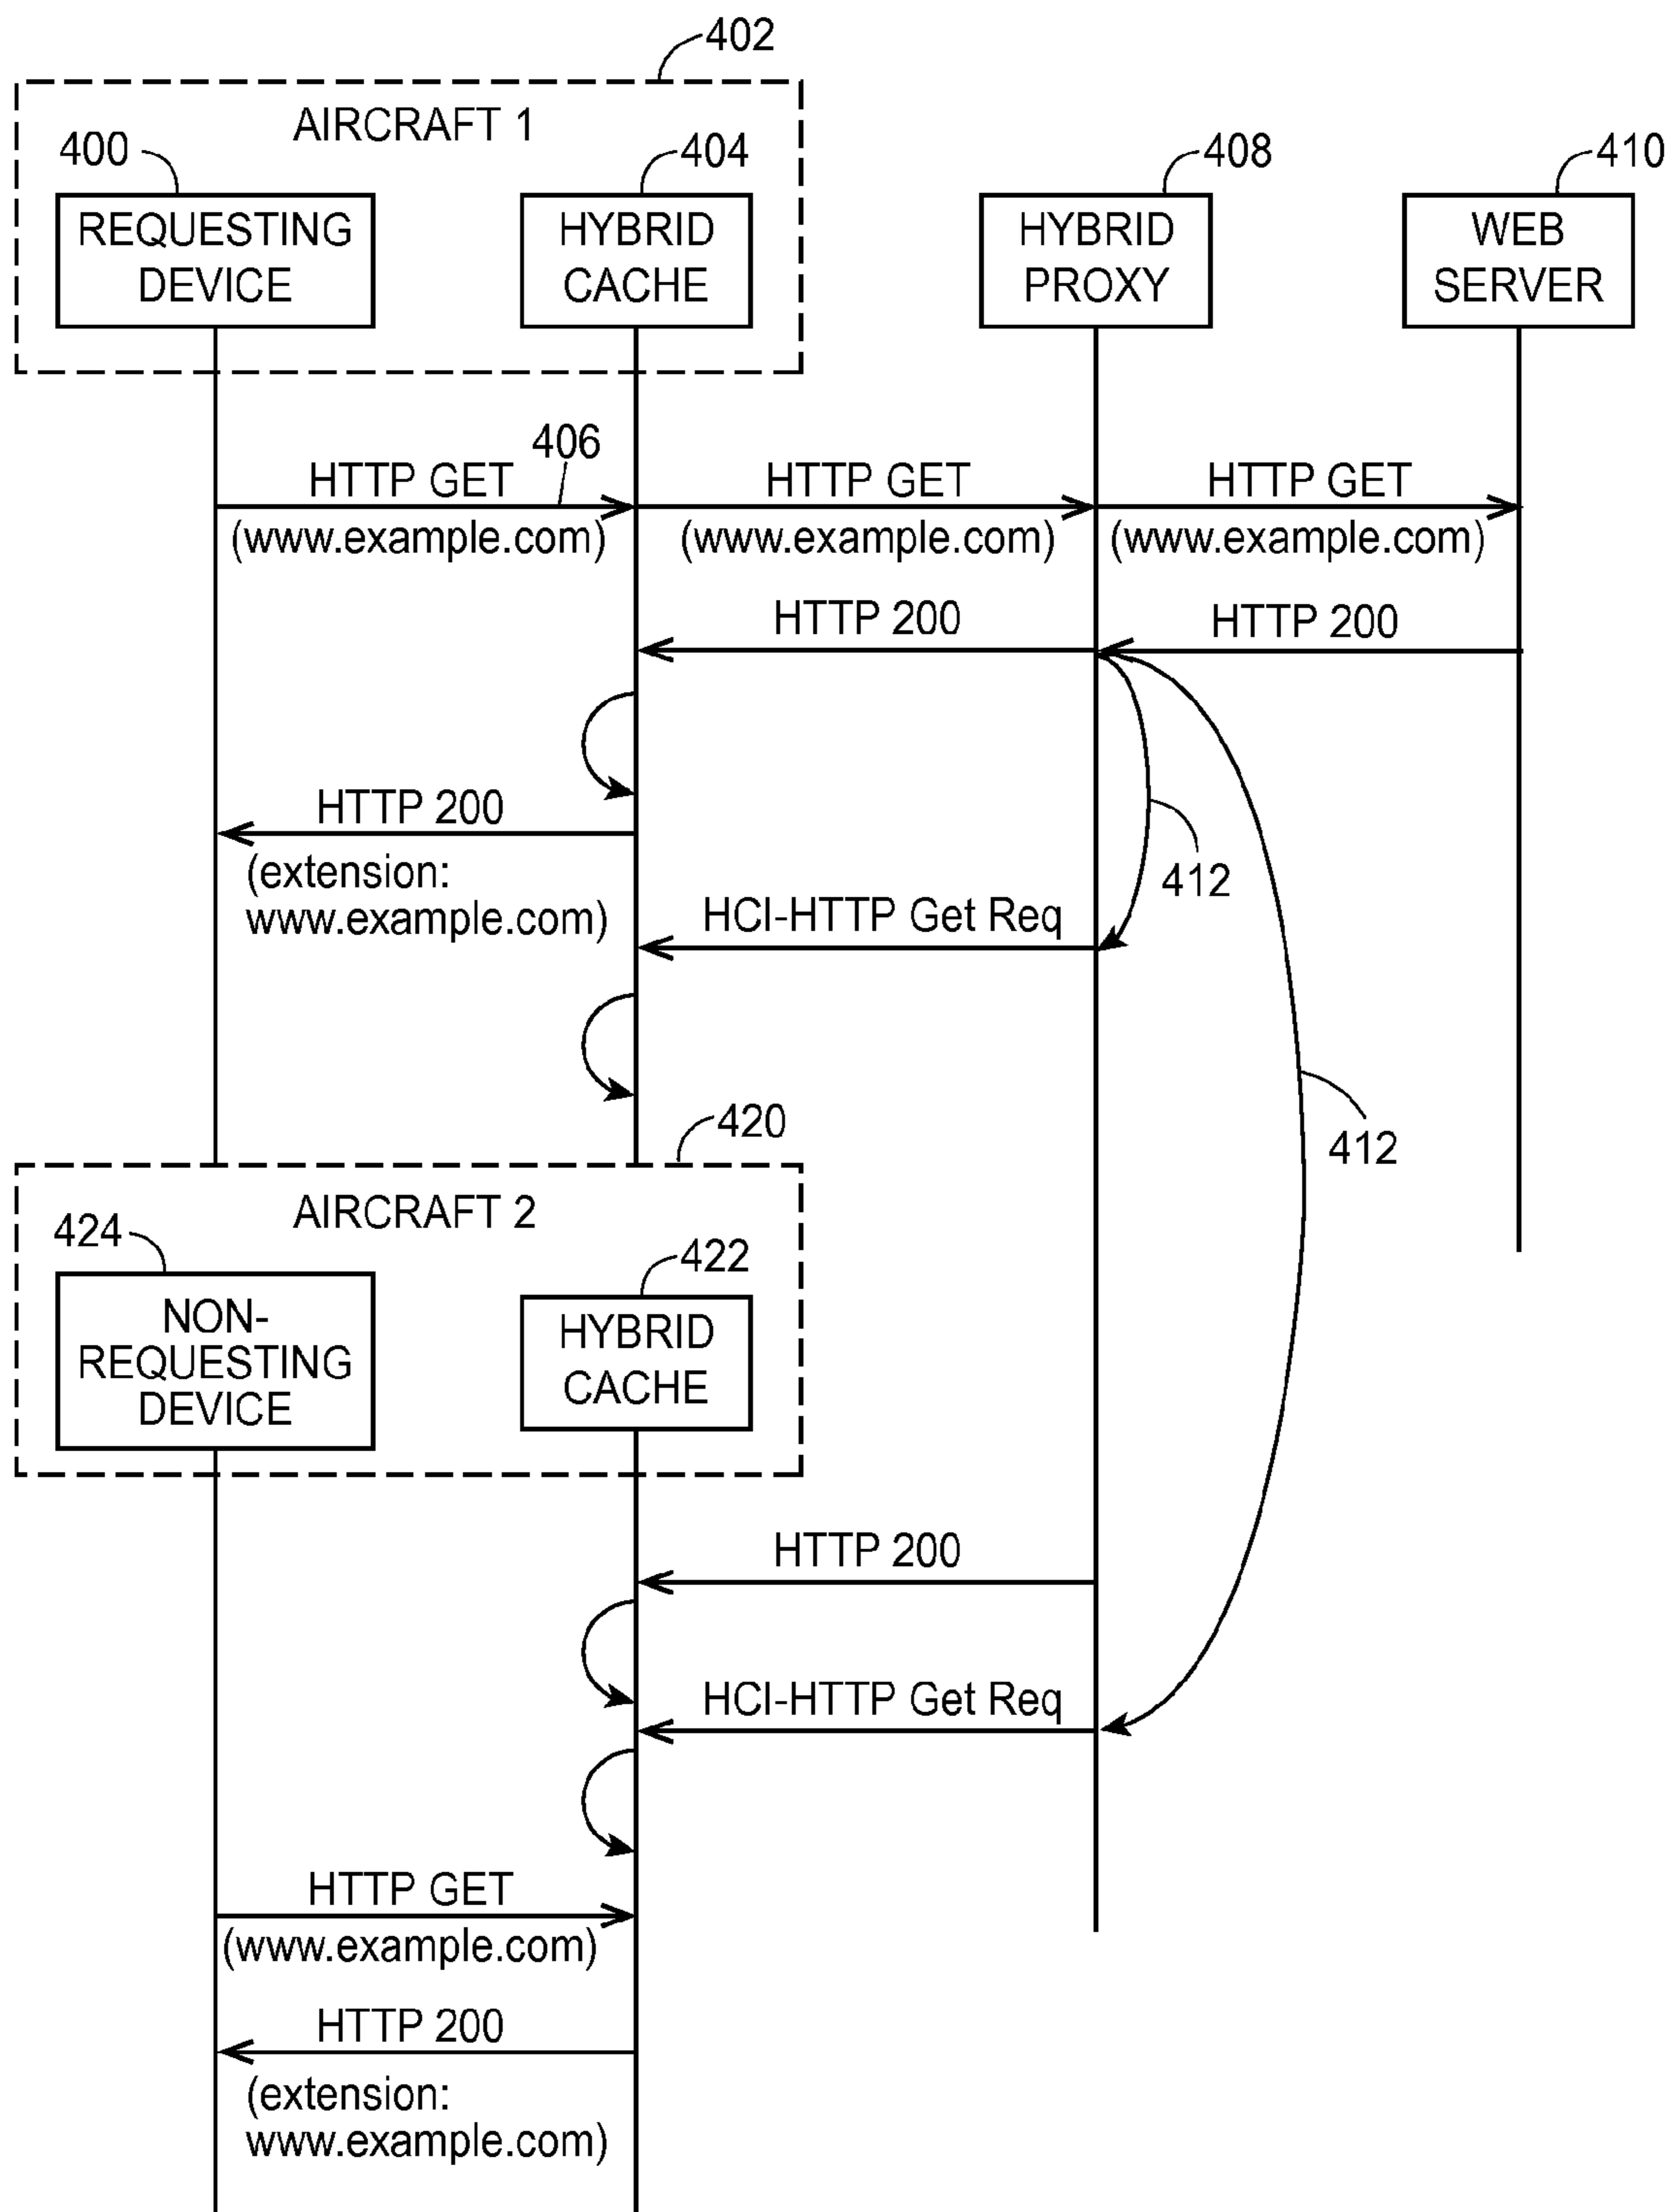 402
AIRCRAFT 1
400
404
408
410
REQUESTING
DEVICE
HYBRID
CACHE
HYBRID
PROXY
WEB
SERVER
406
HTTP GET
(www.example.com)
HTTP GET
(www.example.com)
HTTP GET
(www.example.com)
HTTP 200
HTTP 200
HTTP 200
(extension:
www.example.com)
412
HCI-HTTP Get Req
412
420
AIRCRAFT 2
424
422
NON-
REQUESTING
DEVICE
HYBRID
CACHE
HTTP 200
HCI-HTTP Get Req
HTTP GET
(www.example.com)
HTTP 200
(extension:
www.example.com)